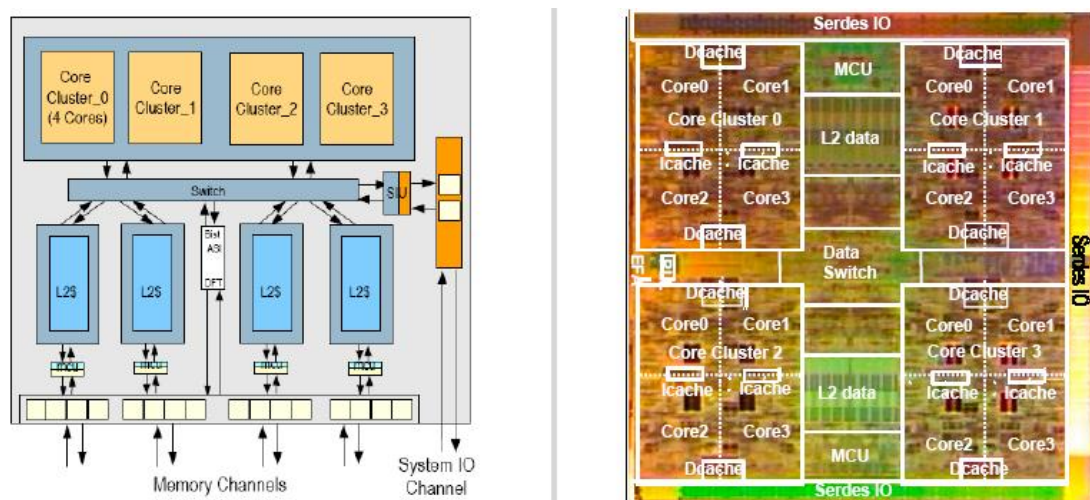 Core
Cluster_0
(4 Cores)
Core
Cluster_1
Core
Cluster_2
Core
Cluster_3
Switch
SIU
L2$
L2$
Bist
ASI
DFT
L2$
L2$
mcu
mcu
mcu
mcu
Memory Channels
System IO
Channel
Serdes IO
Dcache
Core0
Core1
Core Cluster 0
Icache
Icache
Core2
Core3
Dcache
MCU
L2 data
Dcache
Core0
Core1
Core Cluster 1
Icache
Icache
Core2
Core3
Dcache
Data
Switch
Serdes IO
Dcache
Core0
Core1
Core Cluster 2
Icache
Icache
Core2
Core3
Dcache
L2 data
MCU
Dcache
Core0
Core1
Core Cluster 3
Icache
Icache
Core2
Core3
Dcache
Serdes IO